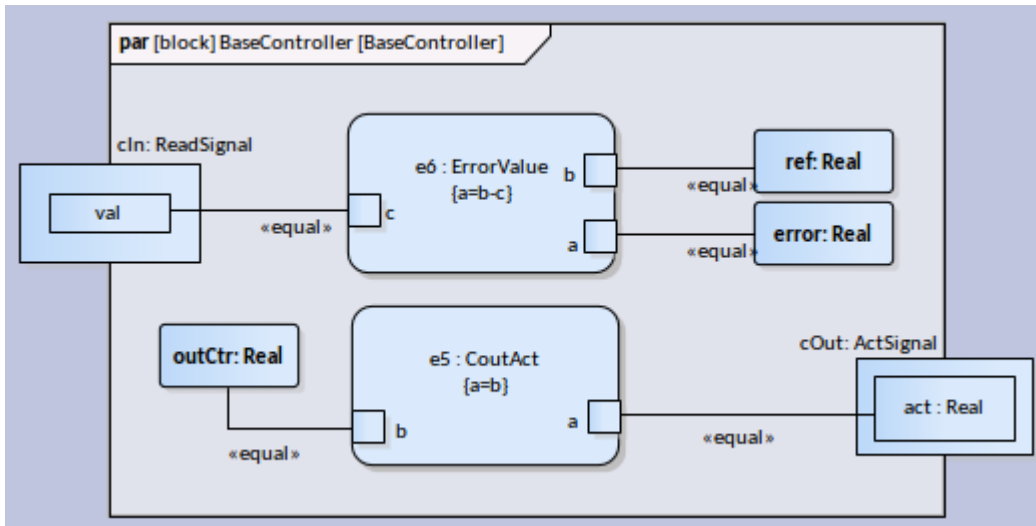 par [block] BaseController [BaseController]
cIn: ReadSignal
val
«equal»
c
e6 : ErrorValue
{a=b-c}
b
a
«equal»
ref: Real
«equal»
error: Real
outCtr: Real
«equal»
b
e5 : CoutAct
{a=b}
a
«equal»
cOut: ActSignal
act : Real